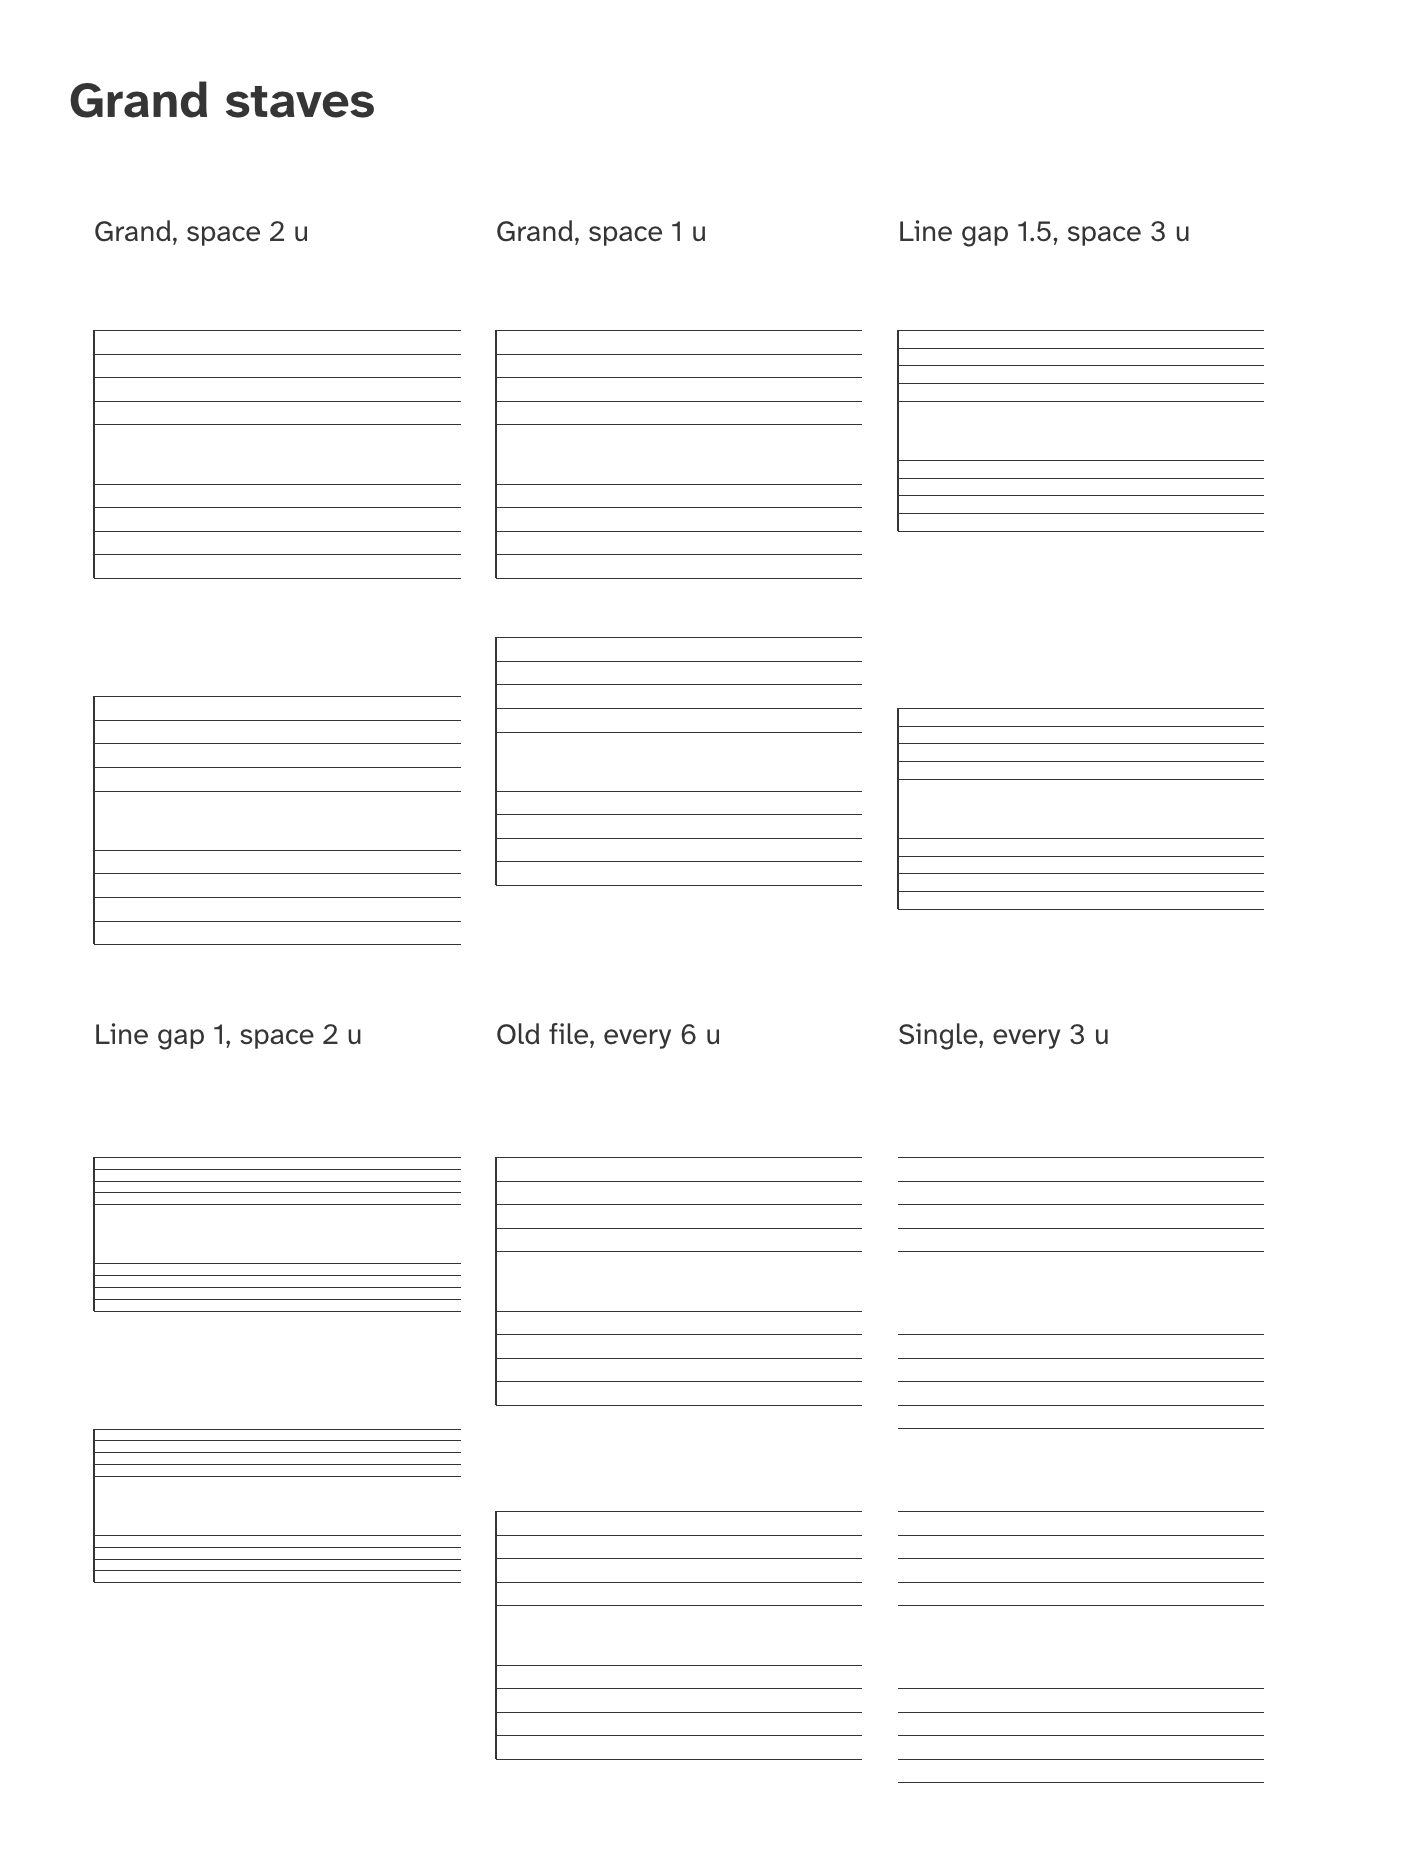 Grand staves
Grand, space 2 u
Grand, space 1 u
Line gap 1.5, space 3 u
Line gap 1, space 2 u
Old file, every 6 u
Single, every 3 u